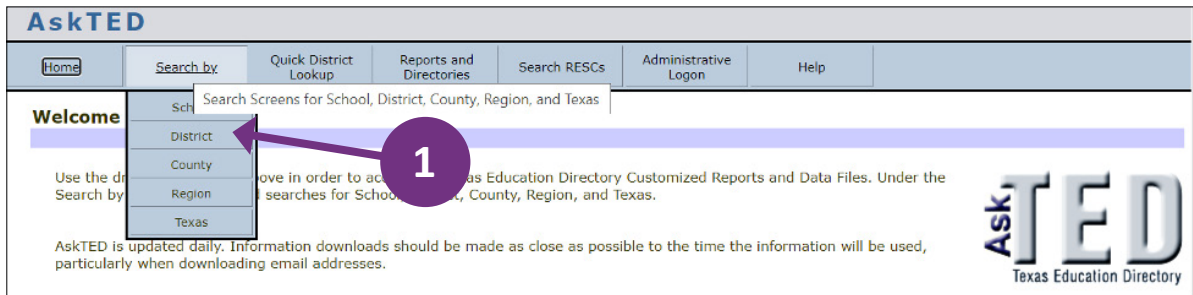 AskTED
Home Search by Quick District Lookup Reports and Directories Search RESCs Administrative Logon Help
Search Screens for School, District, County, Region, and Texas
Sch
Welcome
District
County
Region
Texas
1
Use the ove in order to as Education Directory Customized Reports and Data Files. Under the
Search by searches for County, Region, and Texas.
AskTED is updated daily. Information downloads should be made as close as possible to the time the information will be used,
particularly when downloading email addresses.
Ask TED
Texas Education Directory